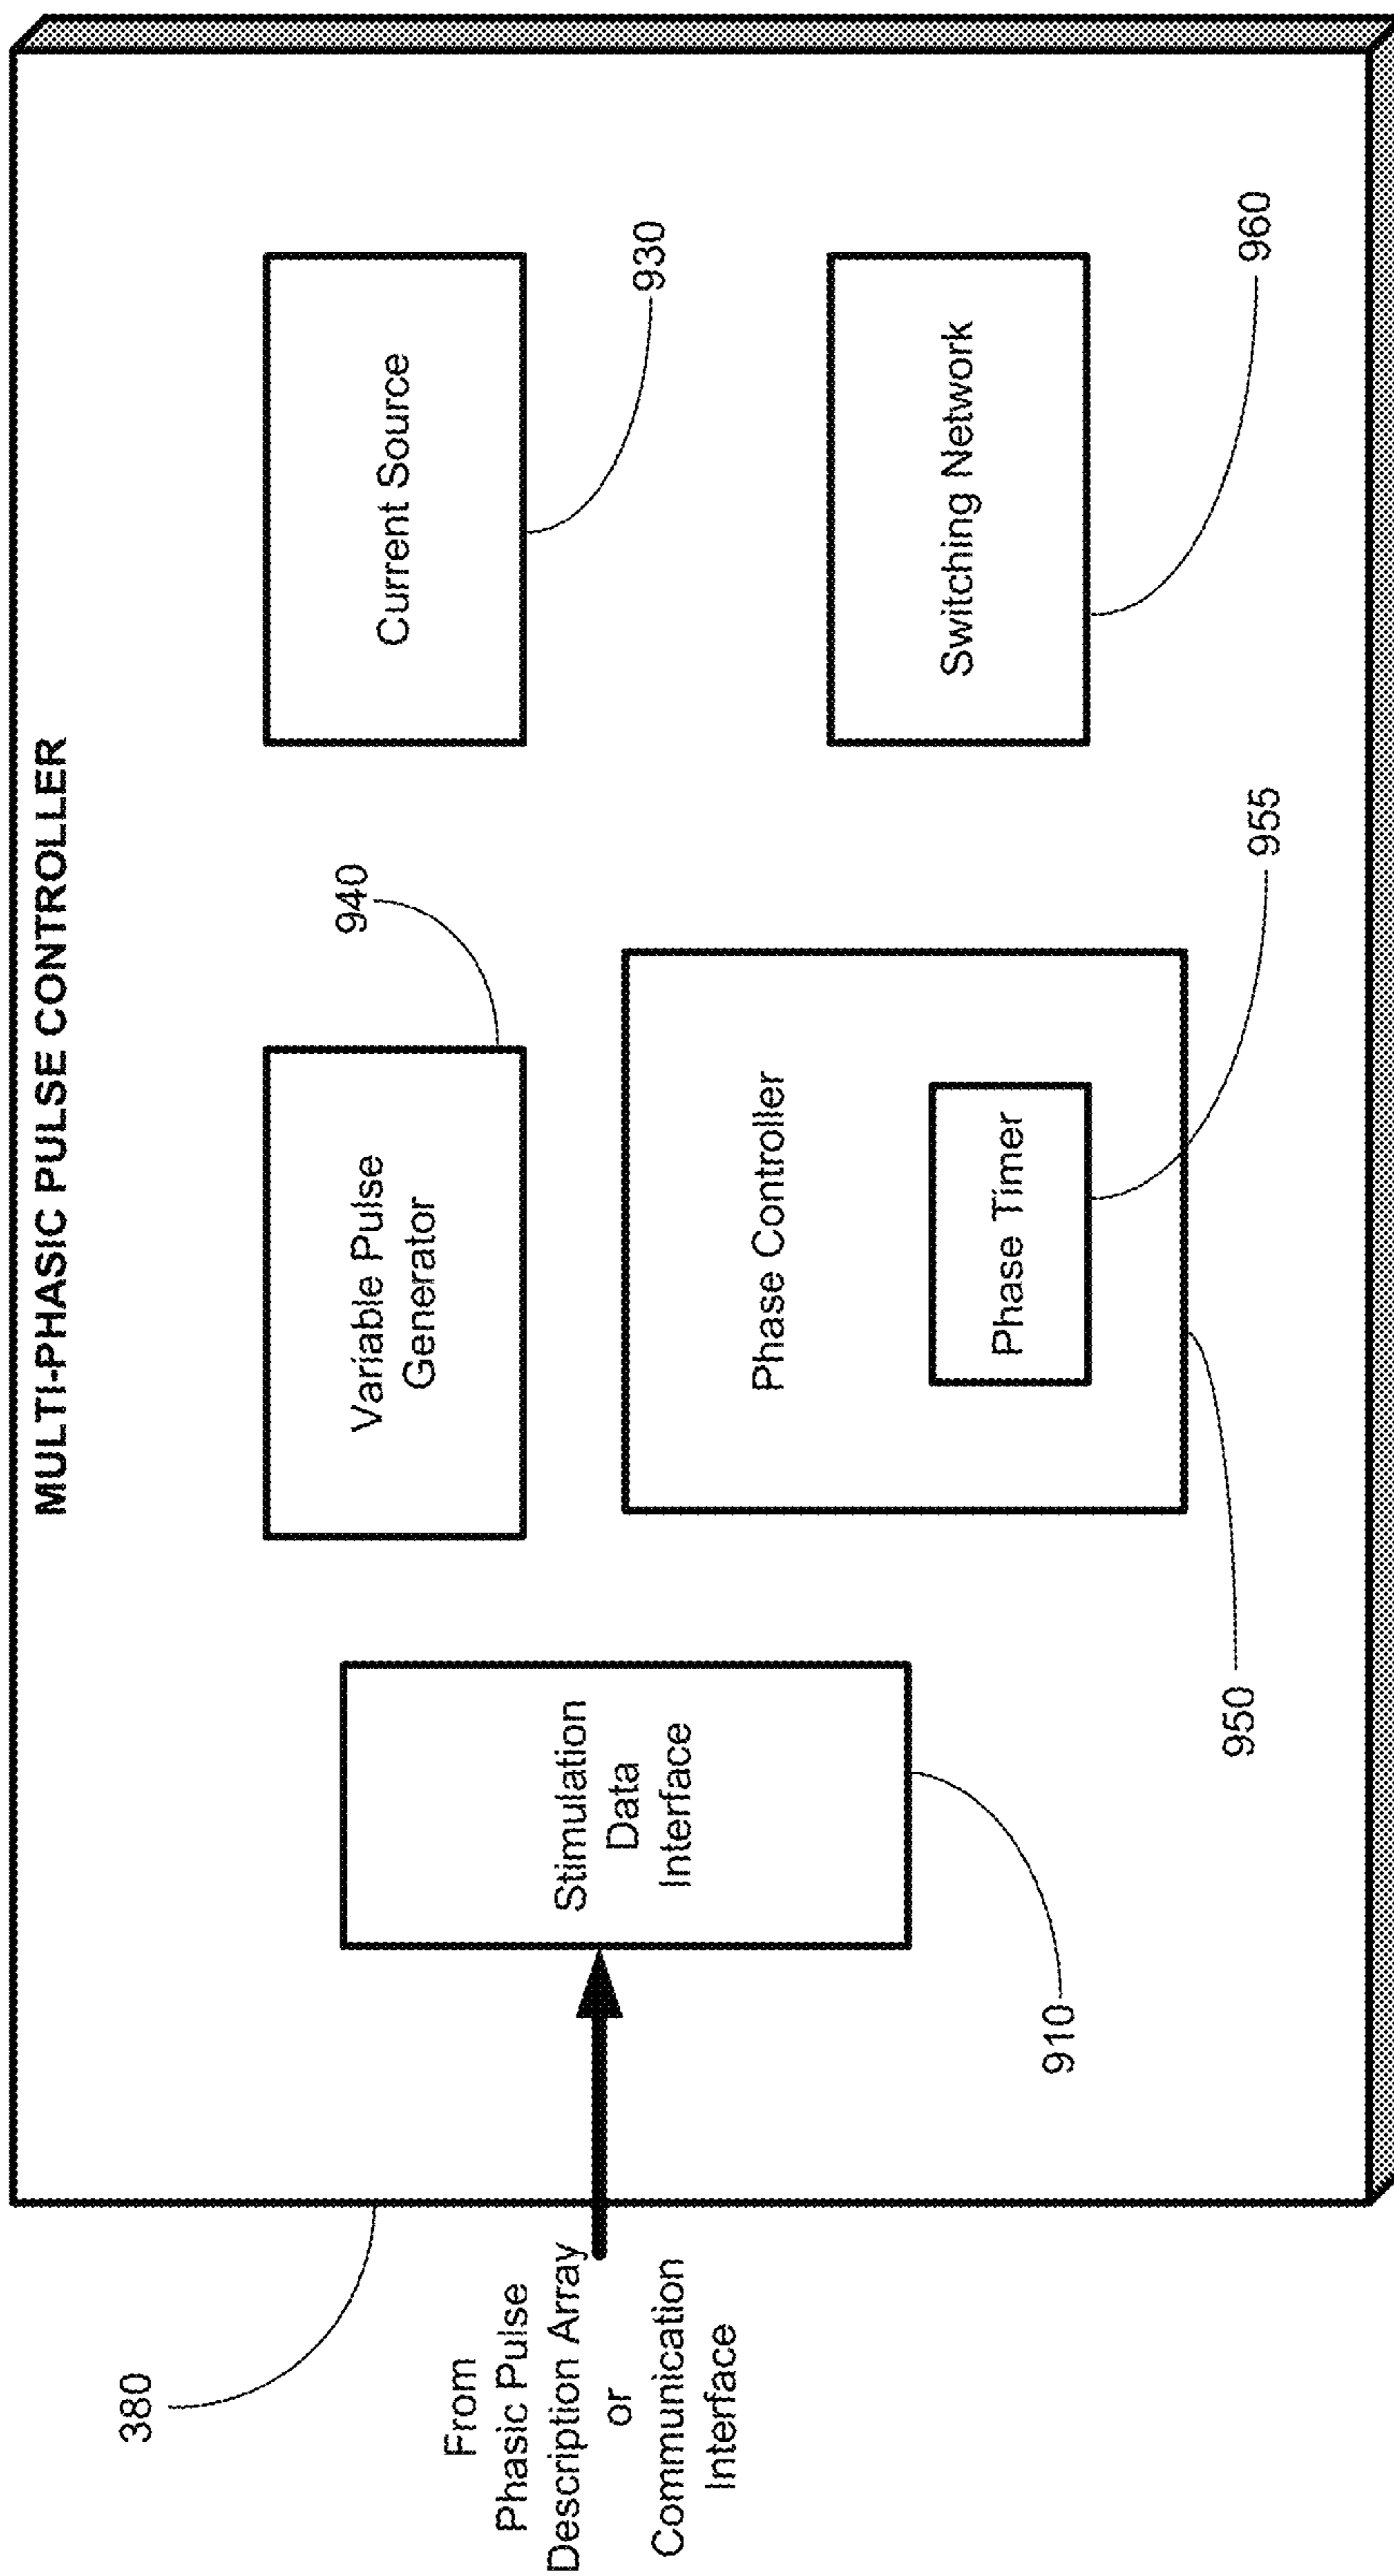 MULTI-PHASIC PULSE CONTROLLER
380
From
Phasic Pulse
Description Array
or
Communication
Interface
Stimulation
Data
Interface
910
Variable Pulse
Generator
940
Current Source
930
Phase Controller
Phase Timer
950
955
Switching Network
960